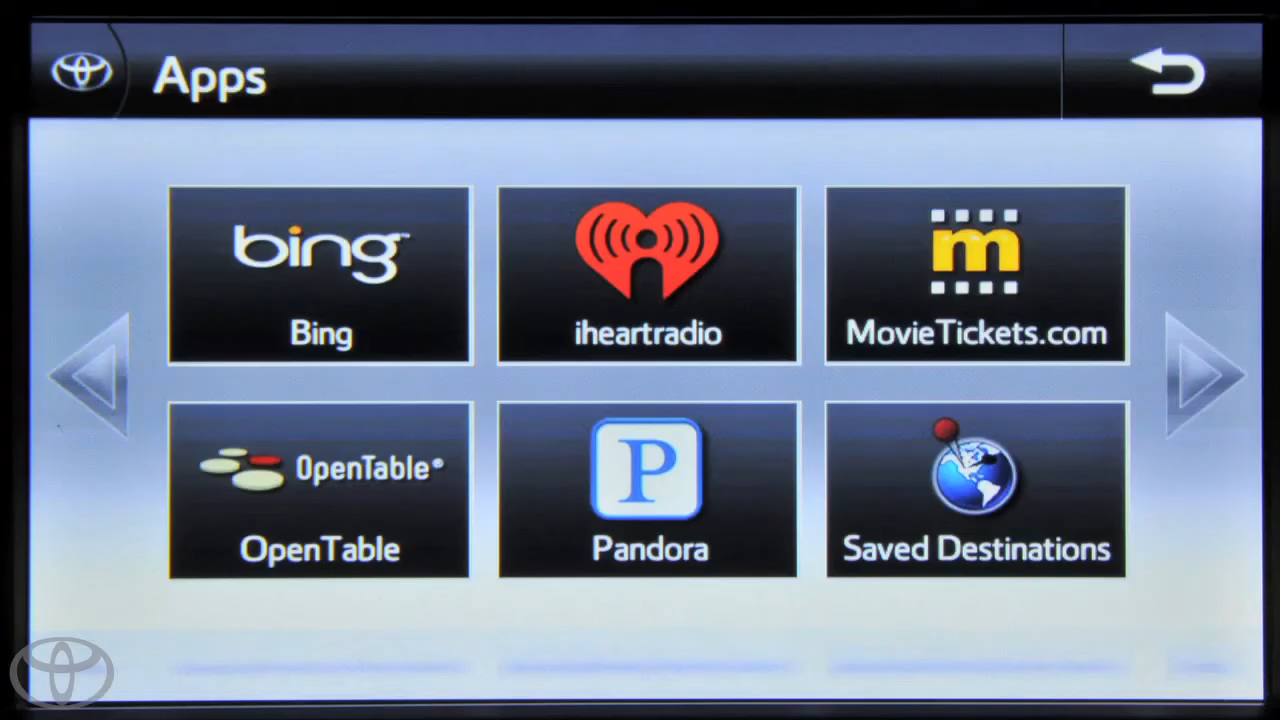 Apps
bing
Bing
iheartradio
m
MovieTickets.com
OpenTable®
OpenTable
P
Pandora
Saved Destinations